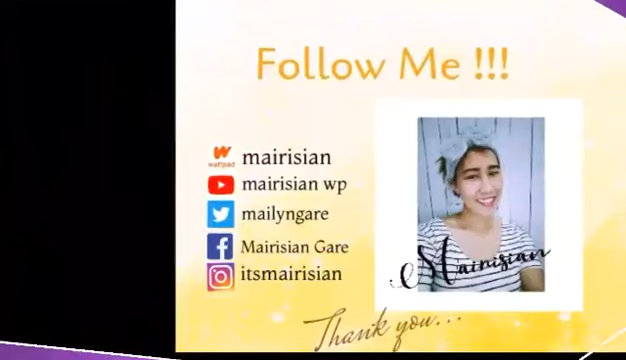 Follow Me !!!
wattpad
mairisian
mairisian wp
mailyngare
Mairisian Gare
itsmairisian
Mairisian
Thank you...